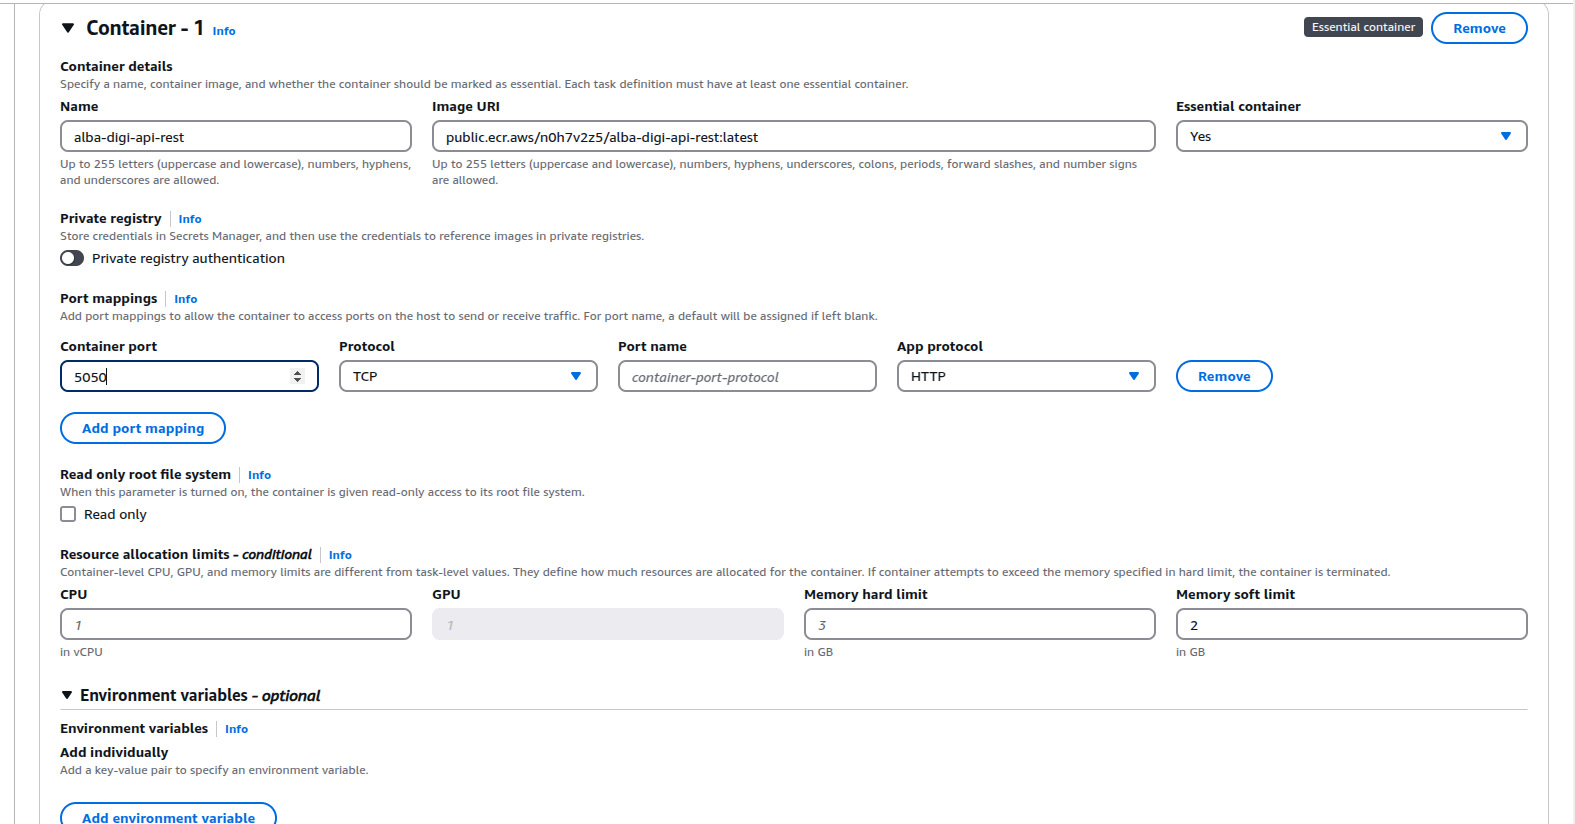 Container - 1 Info Essential container Remove
Container details
Specify a name, container image, and whether the container should be marked as essential. Each task definition must have at least one essential container.
Name Image URI Essential container
alba-digi-api-rest public.ecr.aws/n0h7v2z5/alba-digi-api-rest:latest Yes
Up to 255 letters (uppercase and lowercase), numbers, hyphens, Up to 255 letters (uppercase and lowercase), numbers, hyphens, underscores, colons, periods, forward slashes, and number signs
and underscores are allowed. are allowed.
Private registry Info
Store credentials in Secrets Manager, and then use the credentials to reference images in private registries.
Private registry authentication
Port mappings Info
Add port mappings to allow the container to access ports on the host to send or receive traffic. For port name, a default will be assigned if left blank.
Container port Protocol Port name App protocol
5050 TCP container-port-protocol HTTP Remove
Add port mapping
Read only root file system Info
When this parameter is turned on, the container is given read-only access to its root file system.
Read only
Resource allocation limits - conditional Info
Container-level CPU, GPU, and memory limits are different from task-level values. They define how much resources are allocated for the container. If container attempts to exceed the memory specified in hard limit, the container is terminated.
CPU GPU Memory hard limit Memory soft limit
1 1 3 2
in vCPU in GB in GB
Environment variables - optional
Environment variables Info
Add individually
Add a key-value pair to specify an environment variable.
Add environment variable